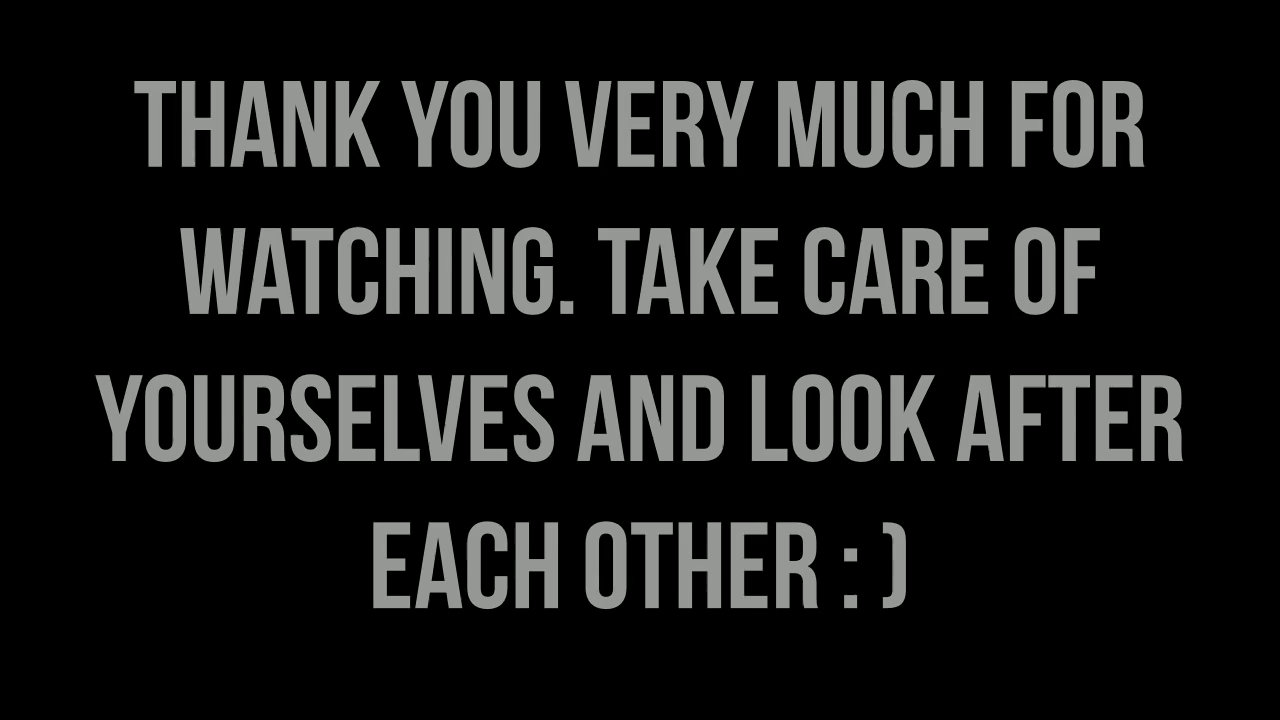 THANK YOU VERY MUCH FOR
WATCHING. TAKE CARE OF
YOURSELVES AND LOOK AFTER
EACH OTHER : )